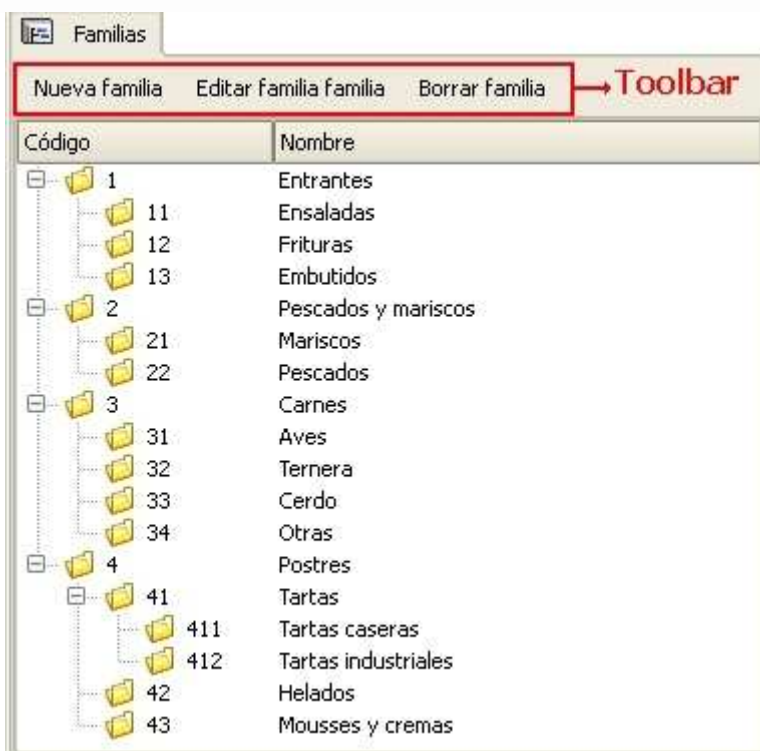 Familias
Nueva familia Editar familia familia Borrar familia Toolbar
Código Nombre
1 Entrantes
11 Ensaladas
12 Frituras
13 Embutidos
2 Pescados y mariscos
21 Mariscos
22 Pescados
3 Carnes
31 Aves
32 Ternera
33 Cerdo
34 Otras
4 Postres
41 Tartas
411 Tartas caseras
412 Tartas industriales
42 Helados
43 Mousses y cremas